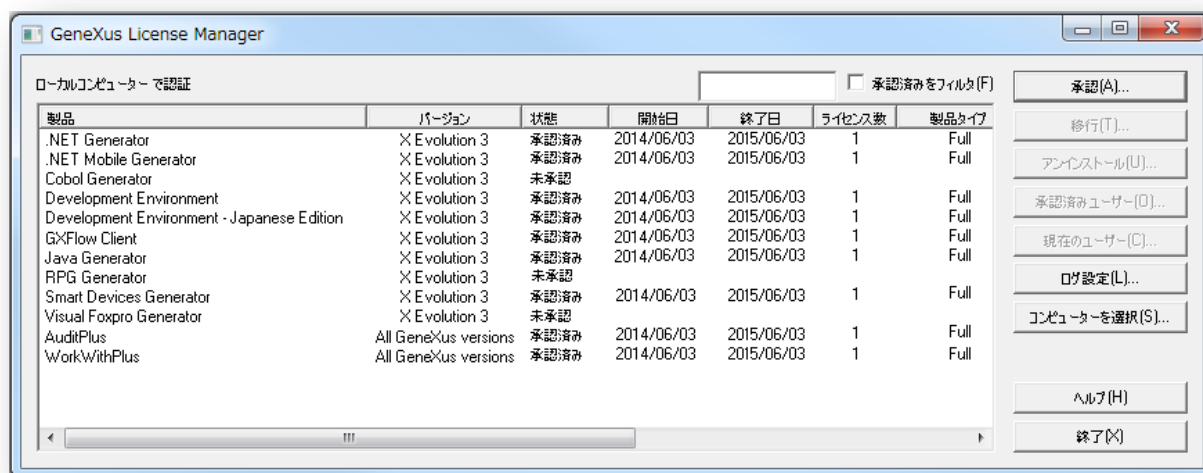 GeneXus License Manager
ローカルコンピューター で認証
承認済みをフィルタ(F)
製品 バージョン 状態 開始日 終了日 ライセンス数 製品タイプ
.NET Generator X Evolution 3 承認済み 2014/06/03 2015/06/03 1 Full
.NET Mobile Generator X Evolution 3 承認済み 2014/06/03 2015/06/03 1 Full
Cobol Generator X Evolution 3 未承認
Development Environment X Evolution 3 承認済み 2014/06/03 2015/06/03 1 Full
Development Environment - Japanese Edition X Evolution 3 承認済み 2014/06/03 2015/06/03 1 Full
GXFlow Client X Evolution 3 承認済み 2014/06/03 2015/06/03 1 Full
Java Generator X Evolution 3 承認済み 2014/06/03 2015/06/03 1 Full
RPG Generator X Evolution 3 未承認
Smart Devices Generator X Evolution 3 承認済み 2014/06/03 2015/06/03 1 Full
Visual Foxpro Generator X Evolution 3 未承認
AuditPlus All GeneXus versions 承認済み 2014/06/03 2015/06/03 1 Full
WorkWithPlus All GeneXus versions 承認済み 2014/06/03 2015/06/03 1 Full
承認(A)...
移行(T)...
アンインストール(U)...
承認済みユーザー(O)...
現在のユーザー(C)...
ログ設定(L)...
コンピューターを選択(S)...
ヘルプ(H)
終了(X)